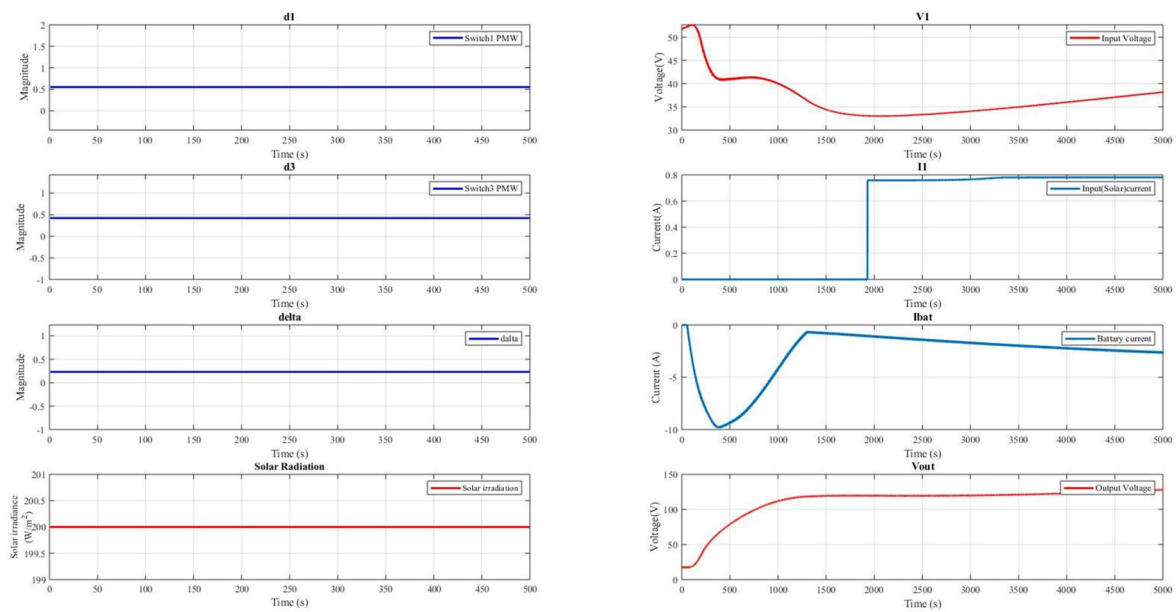 d1
2
1.5
1
0.5
0
Magnitude
Switch1 PMW
0 50 100 150 200 250 300 350 400 450 500
Time (s)
d3
1
0.5
0
-0.5
-1
Magnitude
Switch3 PMW
0 50 100 150 200 250 300 350 400 450 500
Time (s)
delta
1
0.5
0
-0.5
-1
Magnitude
dalta
0 50 100 150 200 250 300 350 400 450 500
Time (s)
Solar Radiation
201
200.5
200
199.5
199
Solar irradiance
(W/m²)
Solar irradiation
0 50 100 150 200 250 300 350 400 450 500
Time (s)
V1
50
45
40
35
30
Voltage(V)
Input Voltage
0 500 1000 1500 2000 2500 3000 3500 4000 4500 5000
Time (s)
I1
0.8
0.6
0.4
0.2
0
Current(A)
Input(Solar)current
0 500 1000 1500 2000 2500 3000 3500 4000 4500 5000
Time (s)
Ibat
0
-5
-10
Current (A)
Battary current
0 500 1000 1500 2000 2500 3000 3500 4000 4500 5000
Time (s)
Vout
150
100
50
0
Voltage(V)
Output Voltage
0 500 1000 1500 2000 2500 3000 3500 4000 4500 5000
Time (s)